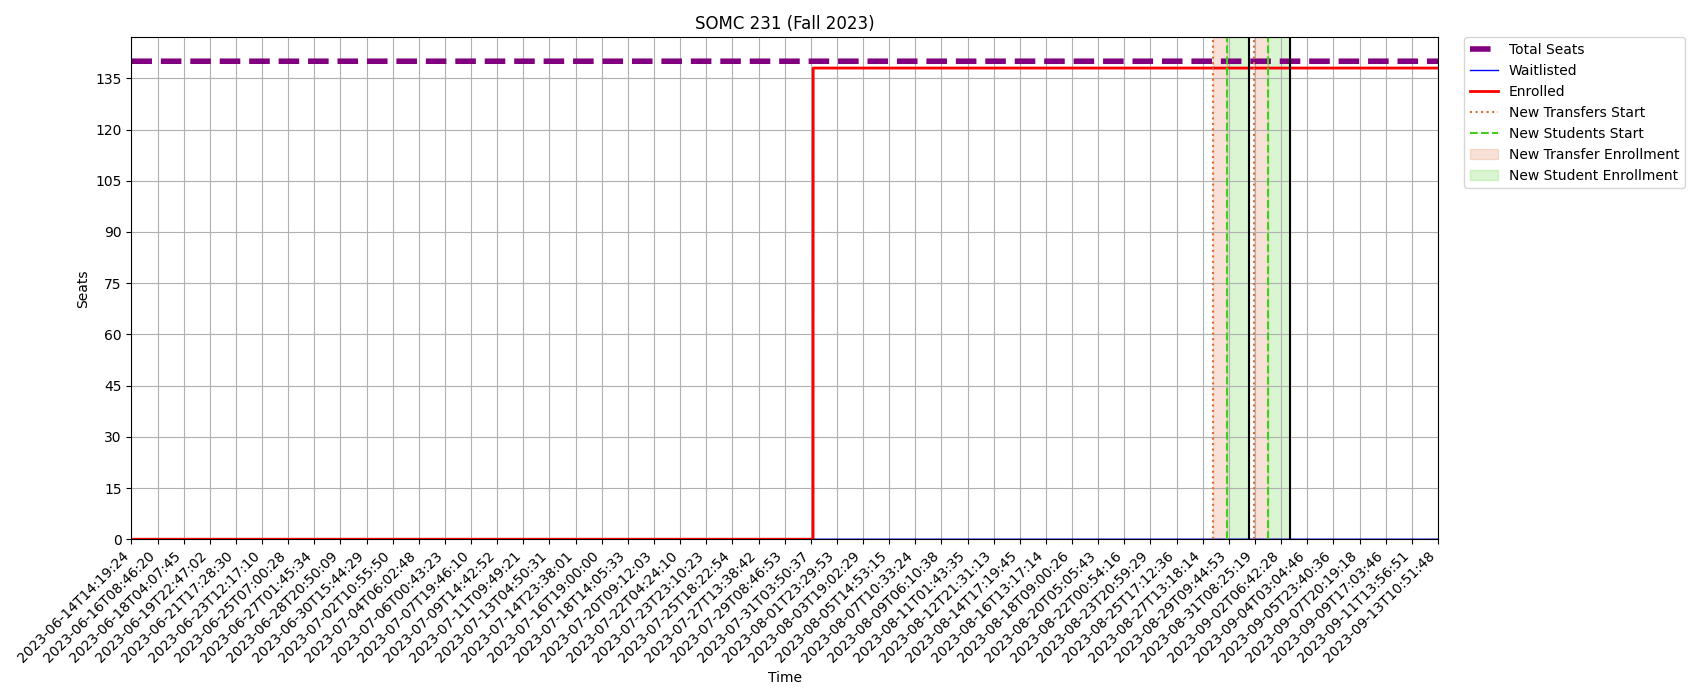 SOMC 231 (Fall 2023)
Total Seats
Waitlisted
Enrolled
New Transfers Start
New Students Start
New Transfer Enrollment
New Student Enrollment
Seats
135
120
105
90
75
60
45
30
15
0
2023-06-14T14:19:24
2023-06-16T08:46:20
2023-06-18T04:07:45
2023-06-19T22:47:02
2023-06-21T17:28:30
2023-06-23T12:17:10
2023-06-25T07:00:28
2023-06-27T01:45:34
2023-06-28T20:50:09
2023-06-30T15:44:29
2023-07-02T10:55:50
2023-07-04T06:02:48
2023-07-06T00:43:23
2023-07-07T19:46:10
2023-07-09T14:42:52
2023-07-11T09:49:21
2023-07-13T04:50:31
2023-07-14T23:38:01
2023-07-16T19:00:00
2023-07-18T14:05:33
2023-07-20T09:12:03
2023-07-22T04:24:10
2023-07-23T23:10:23
2023-07-25T18:22:54
2023-07-27T13:38:42
2023-07-29T08:46:53
2023-07-31T03:50:37
2023-08-01T23:29:53
2023-08-03T19:02:29
2023-08-05T14:53:15
2023-08-07T10:33:24
2023-08-09T06:10:38
2023-08-11T01:43:35
2023-08-12T21:31:13
2023-08-14T17:19:45
2023-08-16T13:17:14
2023-08-18T09:00:26
2023-08-20T05:05:43
2023-08-22T00:54:16
2023-08-23T20:59:29
2023-08-25T17:12:36
2023-08-27T13:18:14
2023-08-29T09:44:53
2023-08-31T08:25:19
2023-09-02T06:42:28
2023-09-04T03:04:46
2023-09-05T23:40:36
2023-09-07T20:19:18
2023-09-09T17:03:46
2023-09-11T13:56:51
2023-09-13T10:51:48
Time